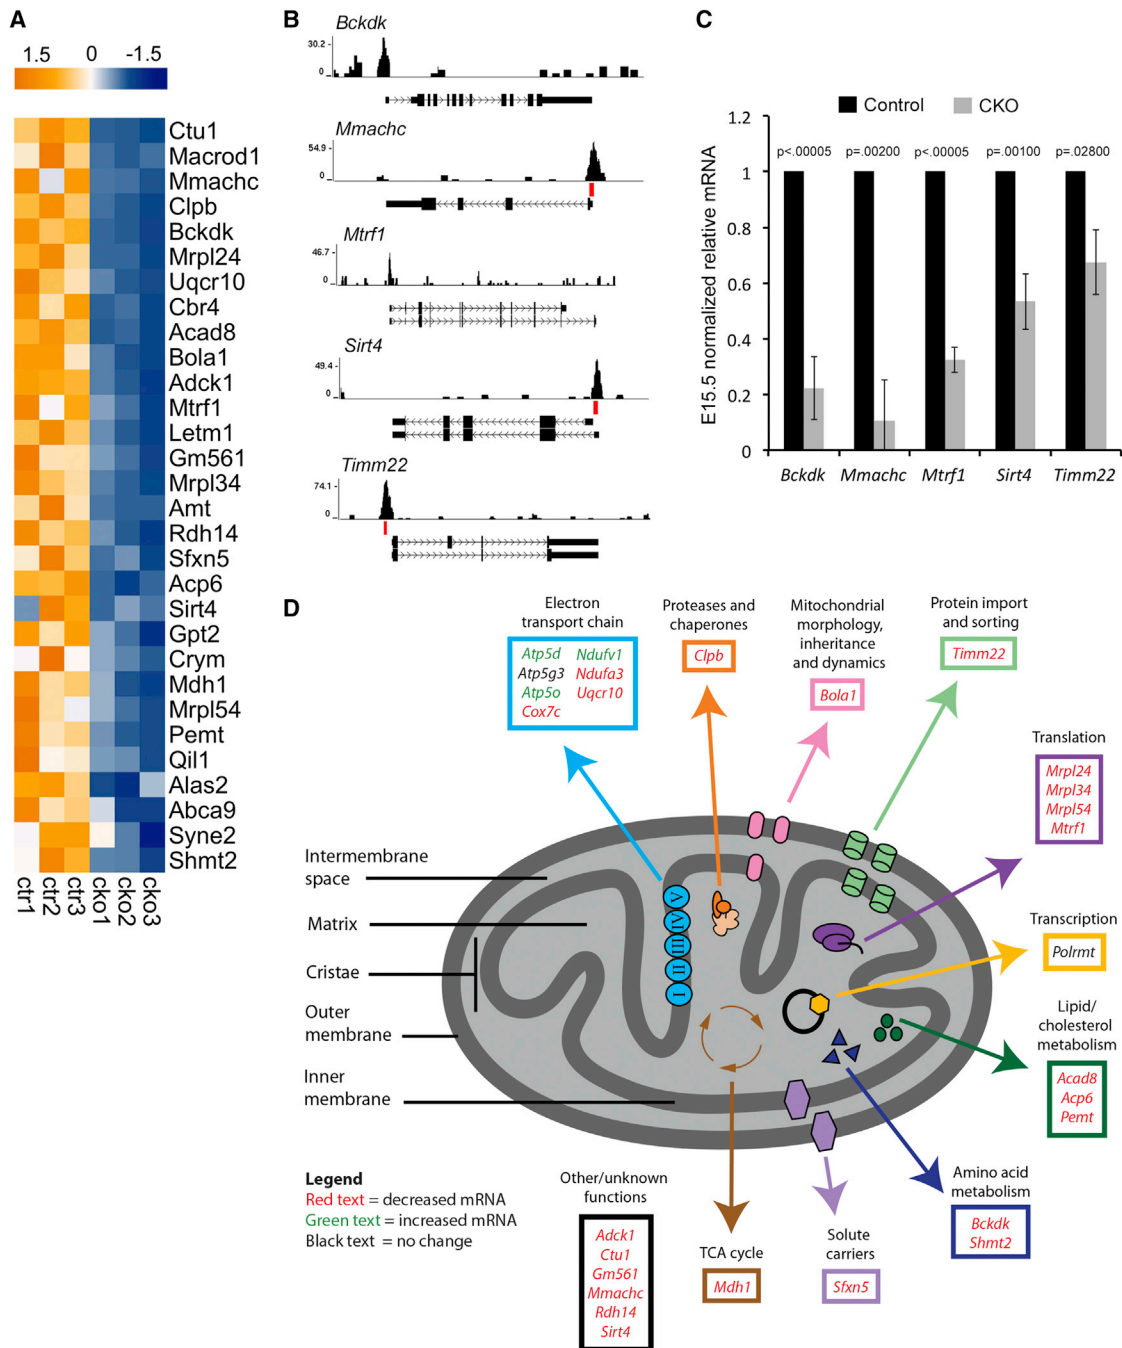 A
1.5 0 -1.5
Ctu1
Macrod1
Mmachc
Clpb
Bckdk
Mrpl24
Uqcr10
Cbr4
Acad8
Bola1
Adck1
Mtrf1
Letm1
Gm561
Mrpl34
Amt
Rdh14
Sfxn5
Acp6
Sirt4
Gpt2
Crym
Mdh1
Mrpl54
Pemt
Qil1
Alas2
Abca9
Syne2
Shmt2
ctr1 ctr2 ctr3 cko1 cko2 cko3
B
Bckdk
30.2
0
Mmachc
54.9
0
Mtrf1
46.7
0
Sirt4
49.4
0
Timm22
74.1
0
C
Control CKO
E15.5 normalized relative mRNA
1.2
1
0.8
0.6
0.4
0.2
0
p<.00005 p=.00200 p<.00005 p=.00100 p=.02800
Bckdk Mmachc Mtrf1 Sirt4 Timm22
D
Electron
transport chain
Atp5d Ndufv1
Atp5g3 Ndufa3
Atp5o Uqcr10
Cox7c
Proteases and
chaperones
Clpb
Mitochondrial
morphology,
inheritance
and dynamics
Bola1
Protein import
and sorting
Timm22
Translation
Mrpl24
Mrpl34
Mrpl54
Mtrf1
Transcription
Polrmt
Lipid/
cholesterol
metabolism
Acad8
Acp6
Pemt
Amino acid
metabolism
Bckdk
Shmt2
Solute
carriers
Sfxn5
TCA cycle
Mdh1
Other/unknown
functions
Adck1
Ctu1
Gm561
Mmachc
Rdh14
Sirt4
Intermembrane
space
Matrix
Cristae
Outer
membrane
Inner
membrane
V
IV
III
II
I
Legend
Red text = decreased mRNA
Green text = increased mRNA
Black text = no change